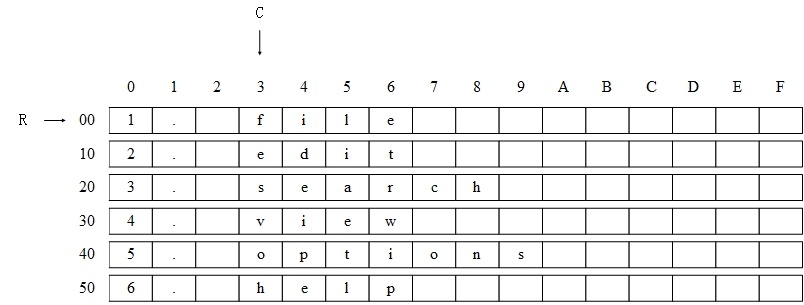 C
0 1 2 3 4 5 6 7 8 9 A B C D E F
R 00 1 . f i l e
10 2 . e d i t
20 3 . s e a r c h
30 4 . v i e w
40 5 . o p t i o n s
50 6 . h e l p